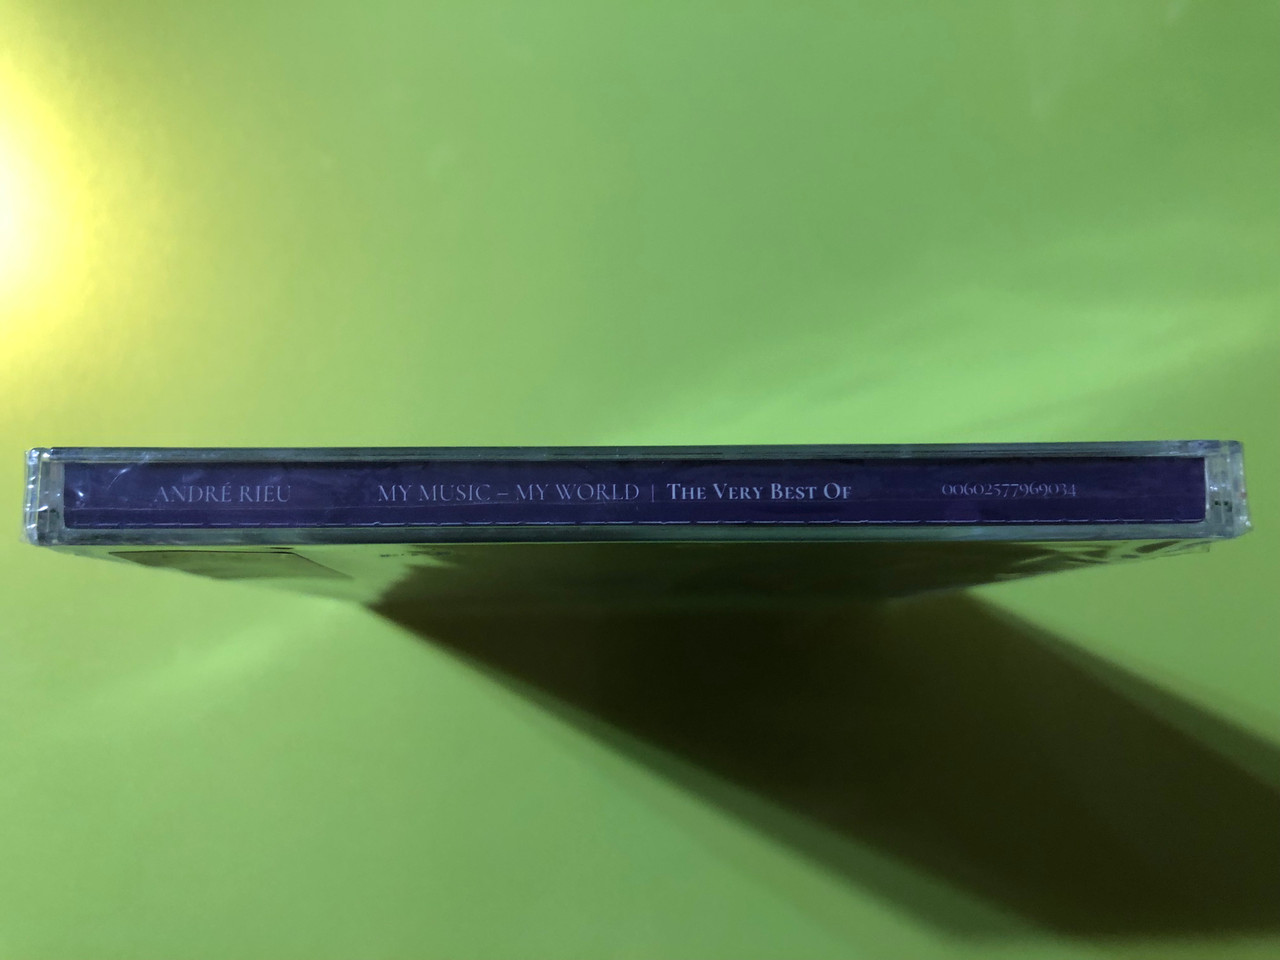 ANDRÉ RIEU MY MUSIC – MY WORLD | THE VERY BEST OF 00602577969034